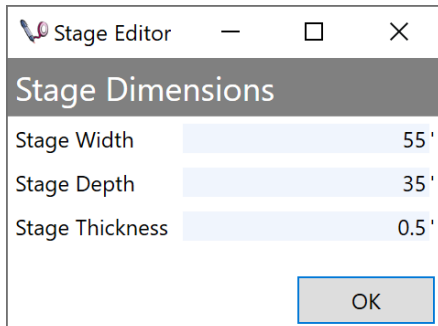 Stage Editor
Stage Dimensions
Stage Width 55'
Stage Depth 35'
Stage Thickness 0.5'
OK